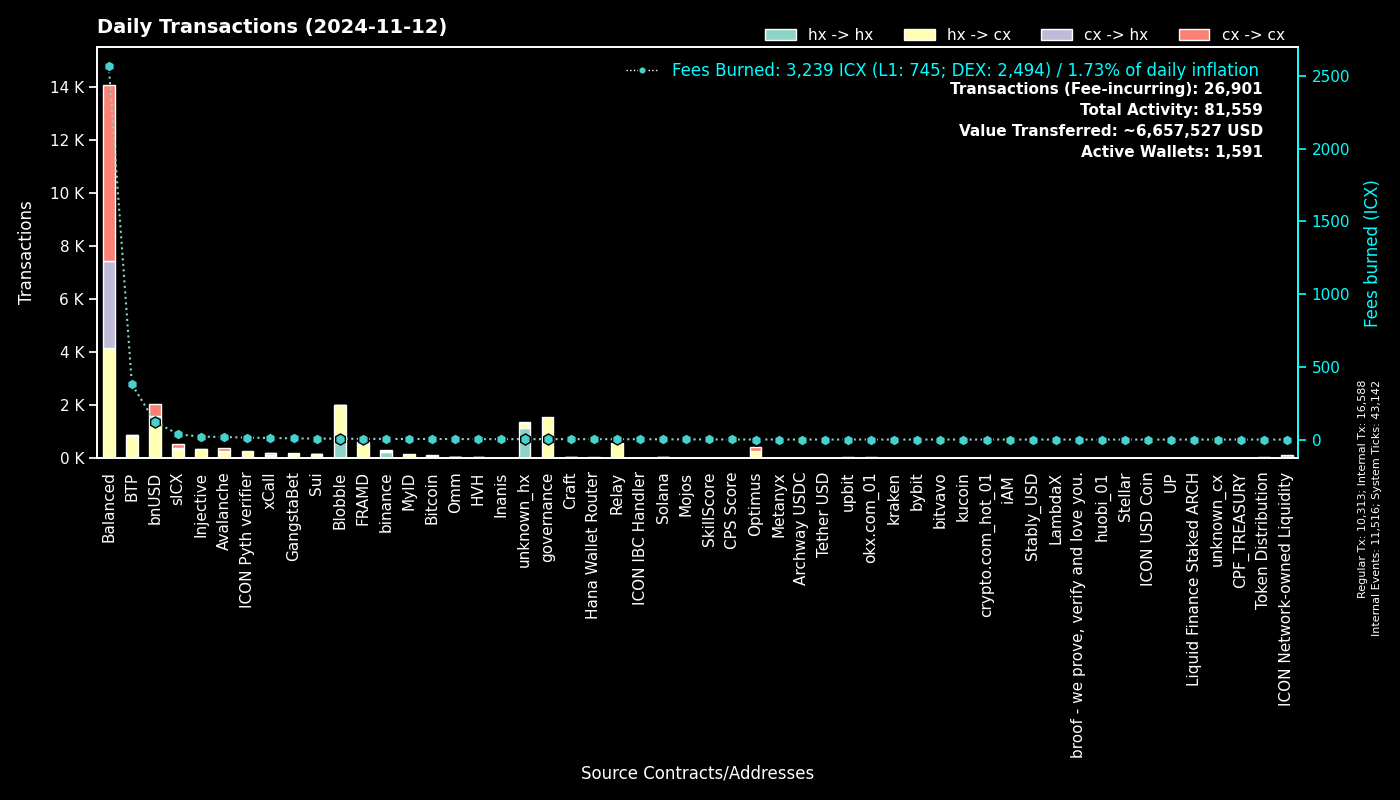 Daily Transactions (2024-11-12)
hx -> hx
hx -> cx
cx -> hx
cx -> cx
Fees Burned: 3,239 ICX (L1: 745; DEX: 2,494) / 1.73% of daily inflation
Transactions (Fee-incurring): 26,901
Total Activity: 81,559
Value Transferred: ~6,657,527 USD
Active Wallets: 1,591
Transactions
14 K
12 K
10 K
8 K
6 K
4 K
2 K
0 K
2500
2000
1500
1000
500
0
Fees burned (ICX)
Regular Tx: 10,313; Internal Tx: 16,588
Internal Events: 11,516; System Ticks: 43,142
Balanced
BTP
bnUSD
sICX
Injective
Avalanche
ICON Pyth verifier
xCall
GangstaBet
Sui
Blobble
FRAMD
binance
MyID
Bitcoin
Omm
HVH
Inanis
unknown_hx
governance
Craft
Hana Wallet Router
Relay
ICON IBC Handler
Solana
Mojos
SkillScore
CPS Score
Optimus
Metanyx
Archway USDC
Tether USD
upbit
okx.com_01
kraken
bybit
bitvavo
kucoin
crypto.com_hot_01
iAM
Stably_USD
LambdaX
broof - we prove, verify and love you.
huobi_01
Stellar
ICON USD Coin
UP
Liquid Finance Staked ARCH
unknown_cx
CPF_TREASURY
Token Distribution
ICON Network-owned Liquidity
Source Contracts/Addresses